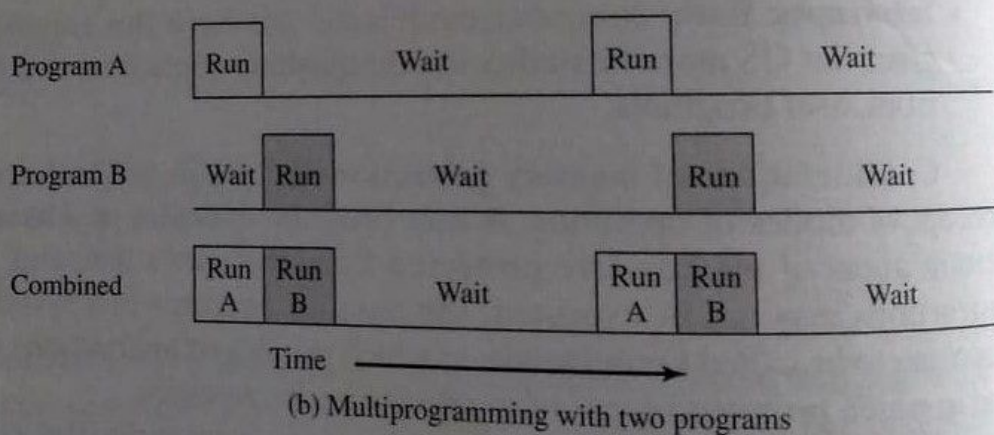 Program A Run Wait Run Wait
Program B Wait Run Wait Run Wait
Combined Run A Run B Wait Run A Run B Wait
Time
(b) Multiprogramming with two programs